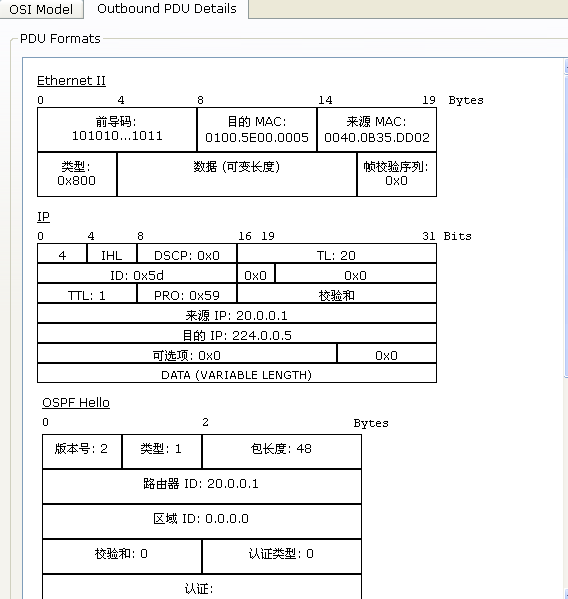 OSI Model Outbound PDU Details
PDU Formats
Ethernet II
0 4 8 14 19 Bytes
前导码: 目的 MAC: 来源 MAC:
101010...1011 0100.5E00.0005 0040.0B35.DD02
类型: 数据 (可变长度) 帧校验序列:
0x800 0x0
IP
0 4 8 16 19 31 Bits
4 IHL DSCP: 0x0 TL: 20
ID: 0x5d 0x0 0x0
TTL: 1 PRO: 0x59 校验和
来源 IP: 20.0.0.1
目的 IP: 224.0.0.5
可选项: 0x0 0x0
DATA (VARIABLE LENGTH)
OSPF Hello
0 2 Bytes
版本号: 2 类型: 1 包长度: 48
路由器 ID: 20.0.0.1
区域 ID: 0.0.0.0
校验和: 0 认证类型: 0
认证: